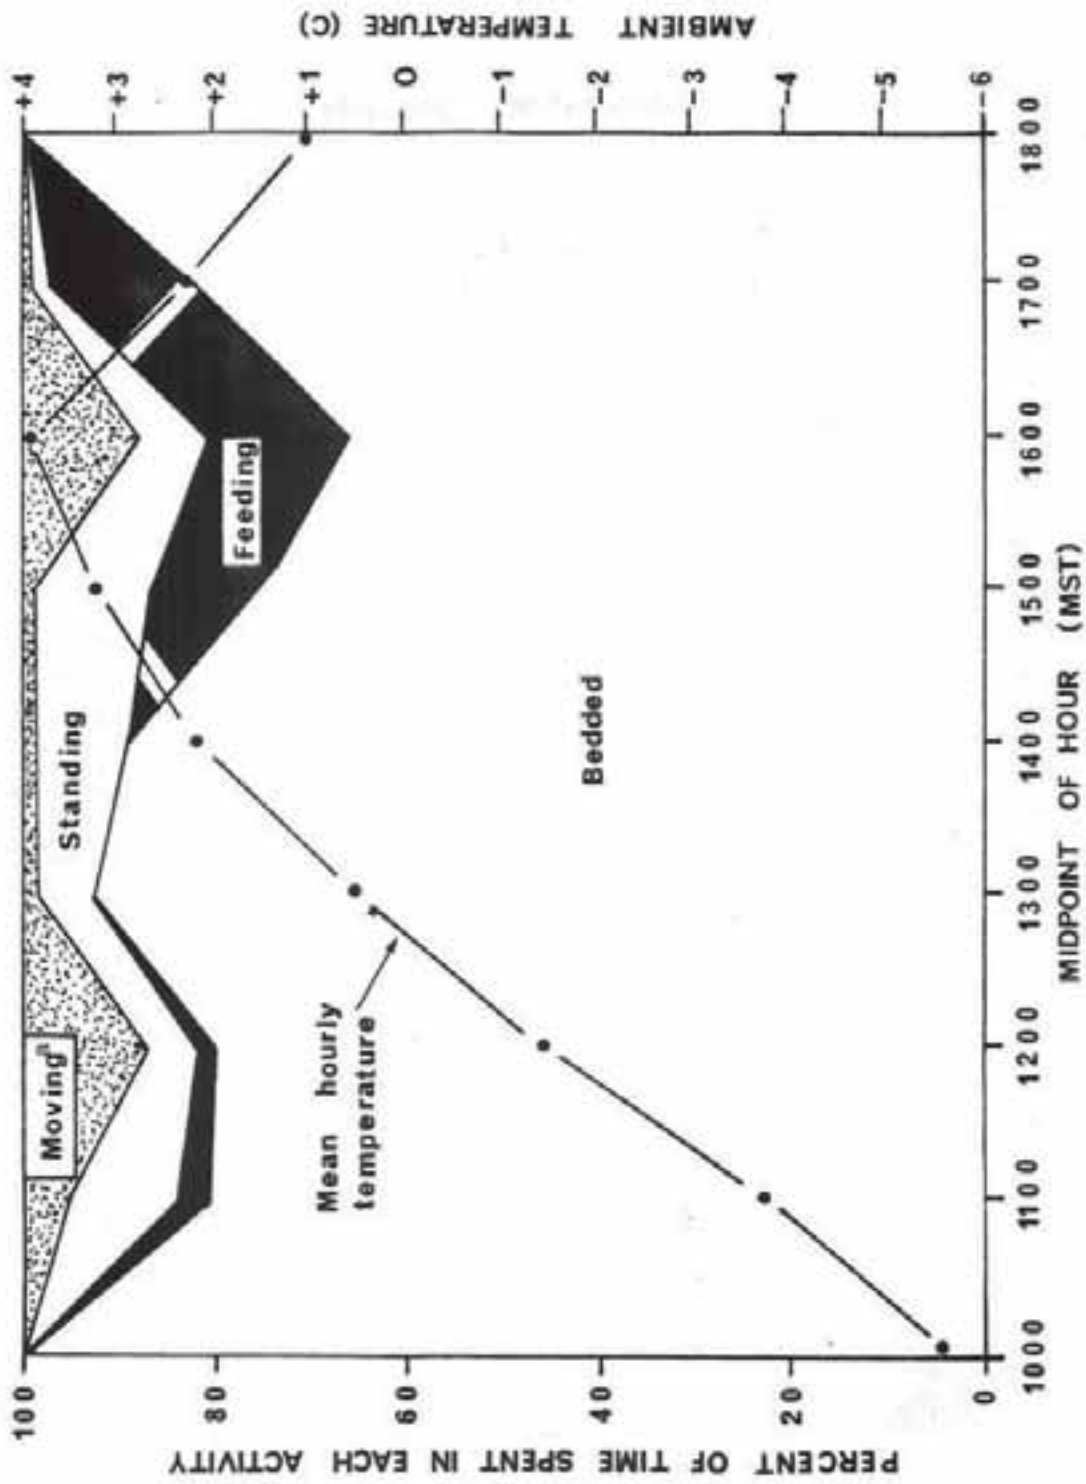 PERCENT OF TIME SPENT IN EACH ACTIVITY
100
80
60
40
20
0
AMBIENT TEMPERATURE (C)
+4
+3
+2
+1
0
-1
-2
-3
-4
-5
-6
Moving
Standing
Feeding
Mean hourly
temperature
Bedded
1000
1100
1200
1300
1400
1500
1600
1700
1800
MIDPOINT OF HOUR (MST)